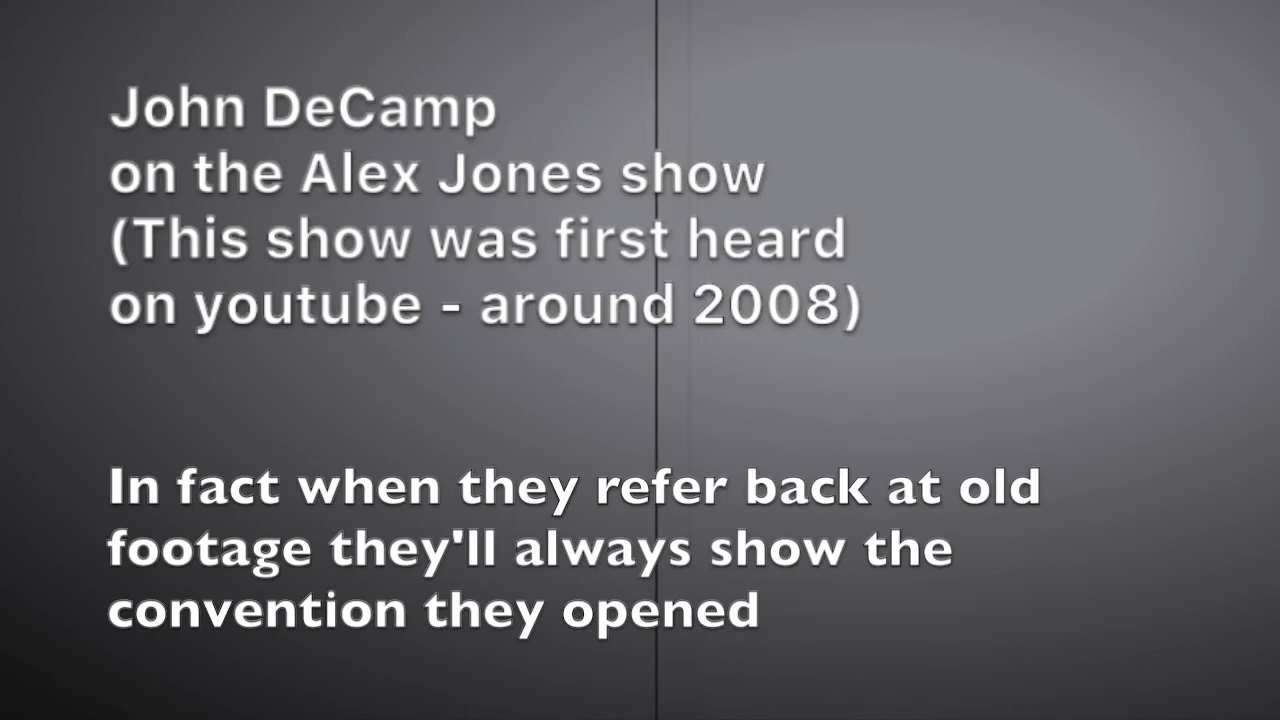 John DeCamp
on the Alex Jones show
(This show was first heard
on youtube - around 2008)
In fact when they refer back at old
footage they'll always show the
convention they opened